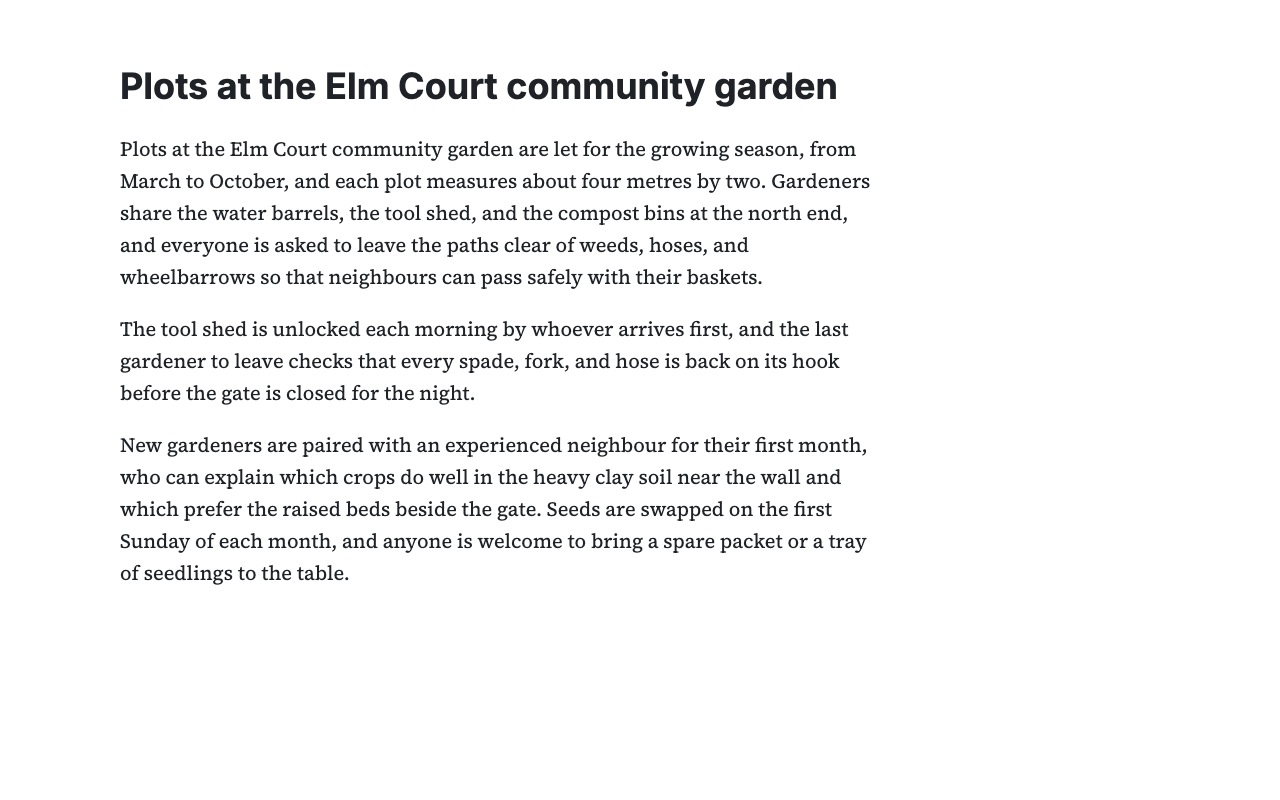 Plots at the Elm Court community garden
Plots at the Elm Court community garden are let for the growing season, from
March to October, and each plot measures about four metres by two. Gardeners
share the water barrels, the tool shed, and the compost bins at the north end,
and everyone is asked to leave the paths clear of weeds, hoses, and
wheelbarrows so that neighbours can pass safely with their baskets.
The tool shed is unlocked each morning by whoever arrives first, and the last
gardener to leave checks that every spade, fork, and hose is back on its hook
before the gate is closed for the night.
New gardeners are paired with an experienced neighbour for their first month,
who can explain which crops do well in the heavy clay soil near the wall and
which prefer the raised beds beside the gate. Seeds are swapped on the first
Sunday of each month, and anyone is welcome to bring a spare packet or a tray
of seedlings to the table.